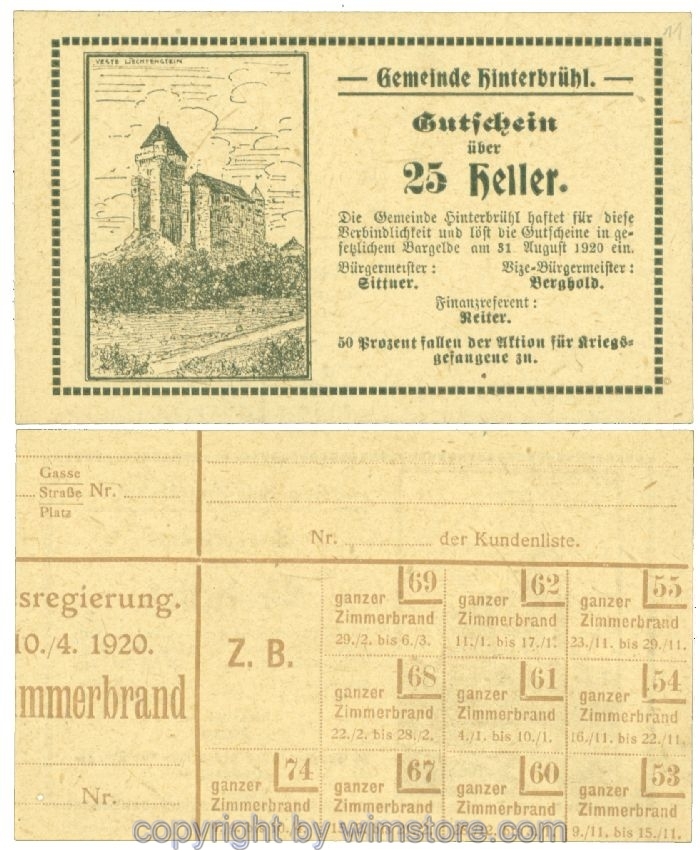 11
VESTE LIECHTENSTEIN
— Gemeinde Hinterbrühl. —
Gutschein
über
25 Heller.
Die Gemeinde Hinterbrühl haftet für diese
Verbindlichkeit und löst die Gutscheine in ge-
setzlichem Bargelde am 31. August 1920 ein.
Bürgermeister: Vize-Bürgermeister:
Sittner. Berghold.
Finanzreferent:
Reiter.
50 Prozent fallen der Aktion für Kriegs-
gefangene zu.
Gasse
Straße Nr.
Platz
Nr. der Kundenliste.
sregierung.
10./4. 1920.
mmerbrand
Nr.
Z. B.
69 62 55
ganzer ganzer ganzer
Zimmerbrand Zimmerbrand Zimmerbrand
29./2. bis 6./3. 11./1. bis 17./1. 23./11. bis 29./11.
68 61 54
ganzer ganzer ganzer
Zimmerbrand Zimmerbrand Zimmerbrand
22./2. bis 28./2. 4./1. bis 10./1. 16./11. bis 22./11.
74 67 60 53
ganzer ganzer ganzer ganzer
Zimmerbrand Zimmerbrand Zimmerbrand Zimmerbrand
9./11. bis 15./11.
copyright by wimstore.com